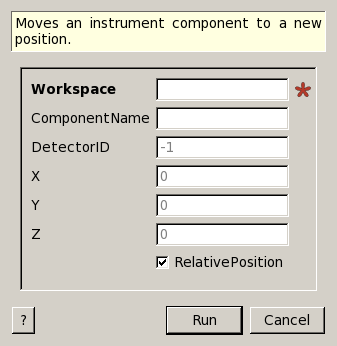 Moves an instrument component to a new
position.
Workspace
ComponentName
DetectorID -1
X 0
Y 0
Z 0
RelativePosition
? Run Cancel